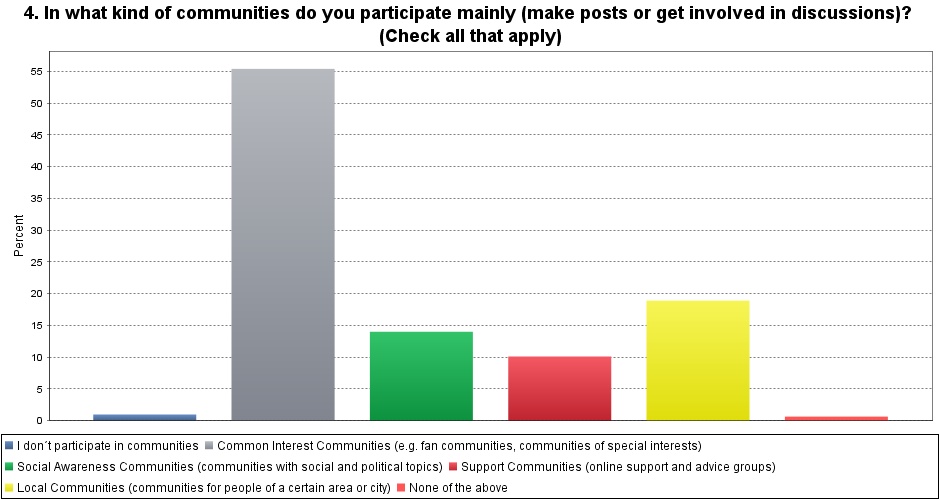 4. In what kind of communities do you participate mainly (make posts or get involved in discussions)?
(Check all that apply)
55
50
45
40
35
30
25
20
15
10
5
0
Percent
I don´t participate in communities Common Interest Communities (e.g. fan communities, communities of special interests)
Social Awareness Communities (communities with social and political topics) Support Communities (online support and advice groups)
Local Communities (communities for people of a certain area or city) None of the above